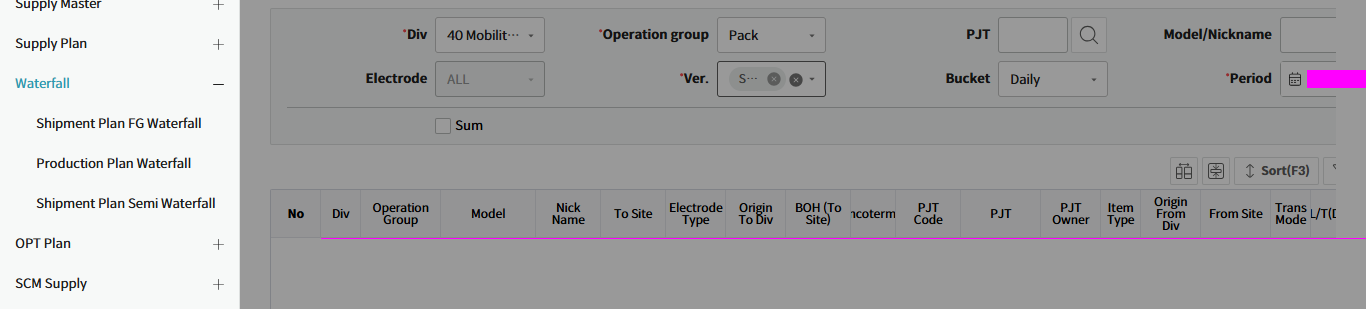 Supply Master
Supply Plan
Waterfall
Shipment Plan FG Waterfall
Production Plan Waterfall
Shipment Plan Semi Waterfall
OPT Plan
SCM Supply
*Div 40 Mobilit··· *Operation group Pack PJT Model/Nickname
Electrode ALL *Ver. S··· Bucket Daily *Period
Sum
Sort(F3)
No
Div
Operation
Group
Model
Nick
Name
To Site
Electrode
Type
Origin
To Div
BOH (To
Site)
ncoterm
PJT
Code
PJT
PJT
Owner
Item
Type
Origin
From
Div
From Site
Trans
Mode
L/T(D